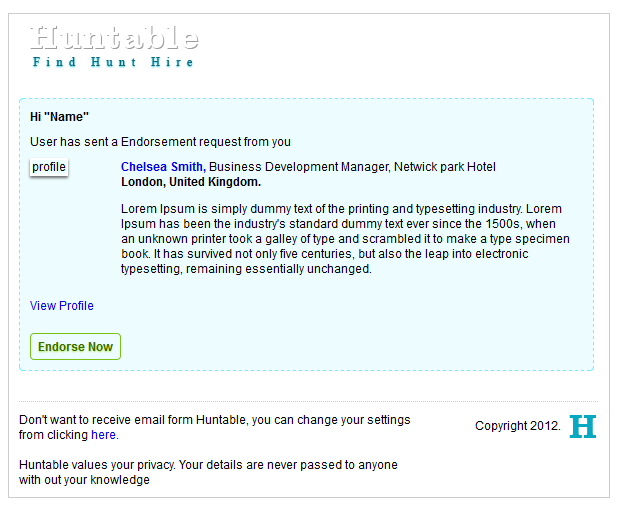 Huntable
Find Hunt Hire
Hi "Name"
User has sent a Endorsement request from you
profile
Chelsea Smith, Business Development Manager, Netwick park Hotel
London, United Kingdom.
Lorem Ipsum is simply dummy text of the printing and typesetting industry. Lorem
Ipsum has been the industry's standard dummy text ever since the 1500s, when
an unknown printer took a galley of type and scrambled it to make a type specimen
book. It has survived not only five centuries, but also the leap into electronic
typesetting, remaining essentially unchanged.
View Profile
Endorse Now
Don't want to receive email form Huntable, you can change your settings
from clicking here.
Copyright 2012. H
Huntable values your privacy. Your details are never passed to anyone
with out your knowledge